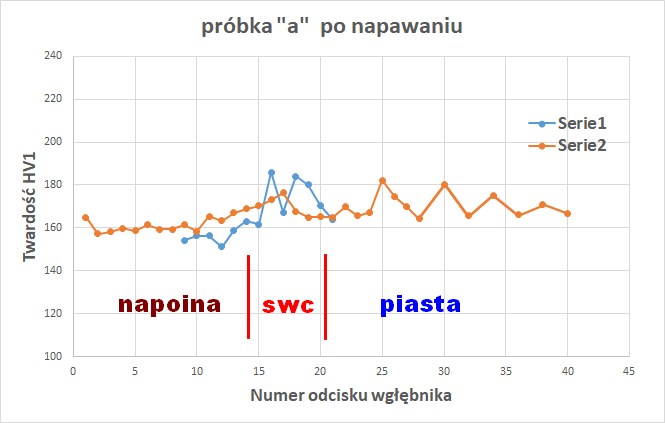 próbka "a"  po napawaniu
240
220
200
180
160
140
120
100
Twardość HV1
Serie1
Serie2
napoina swc piasta
0 5 10 15 20 25 30 35 40 45
Numer odcisku wgłębnika